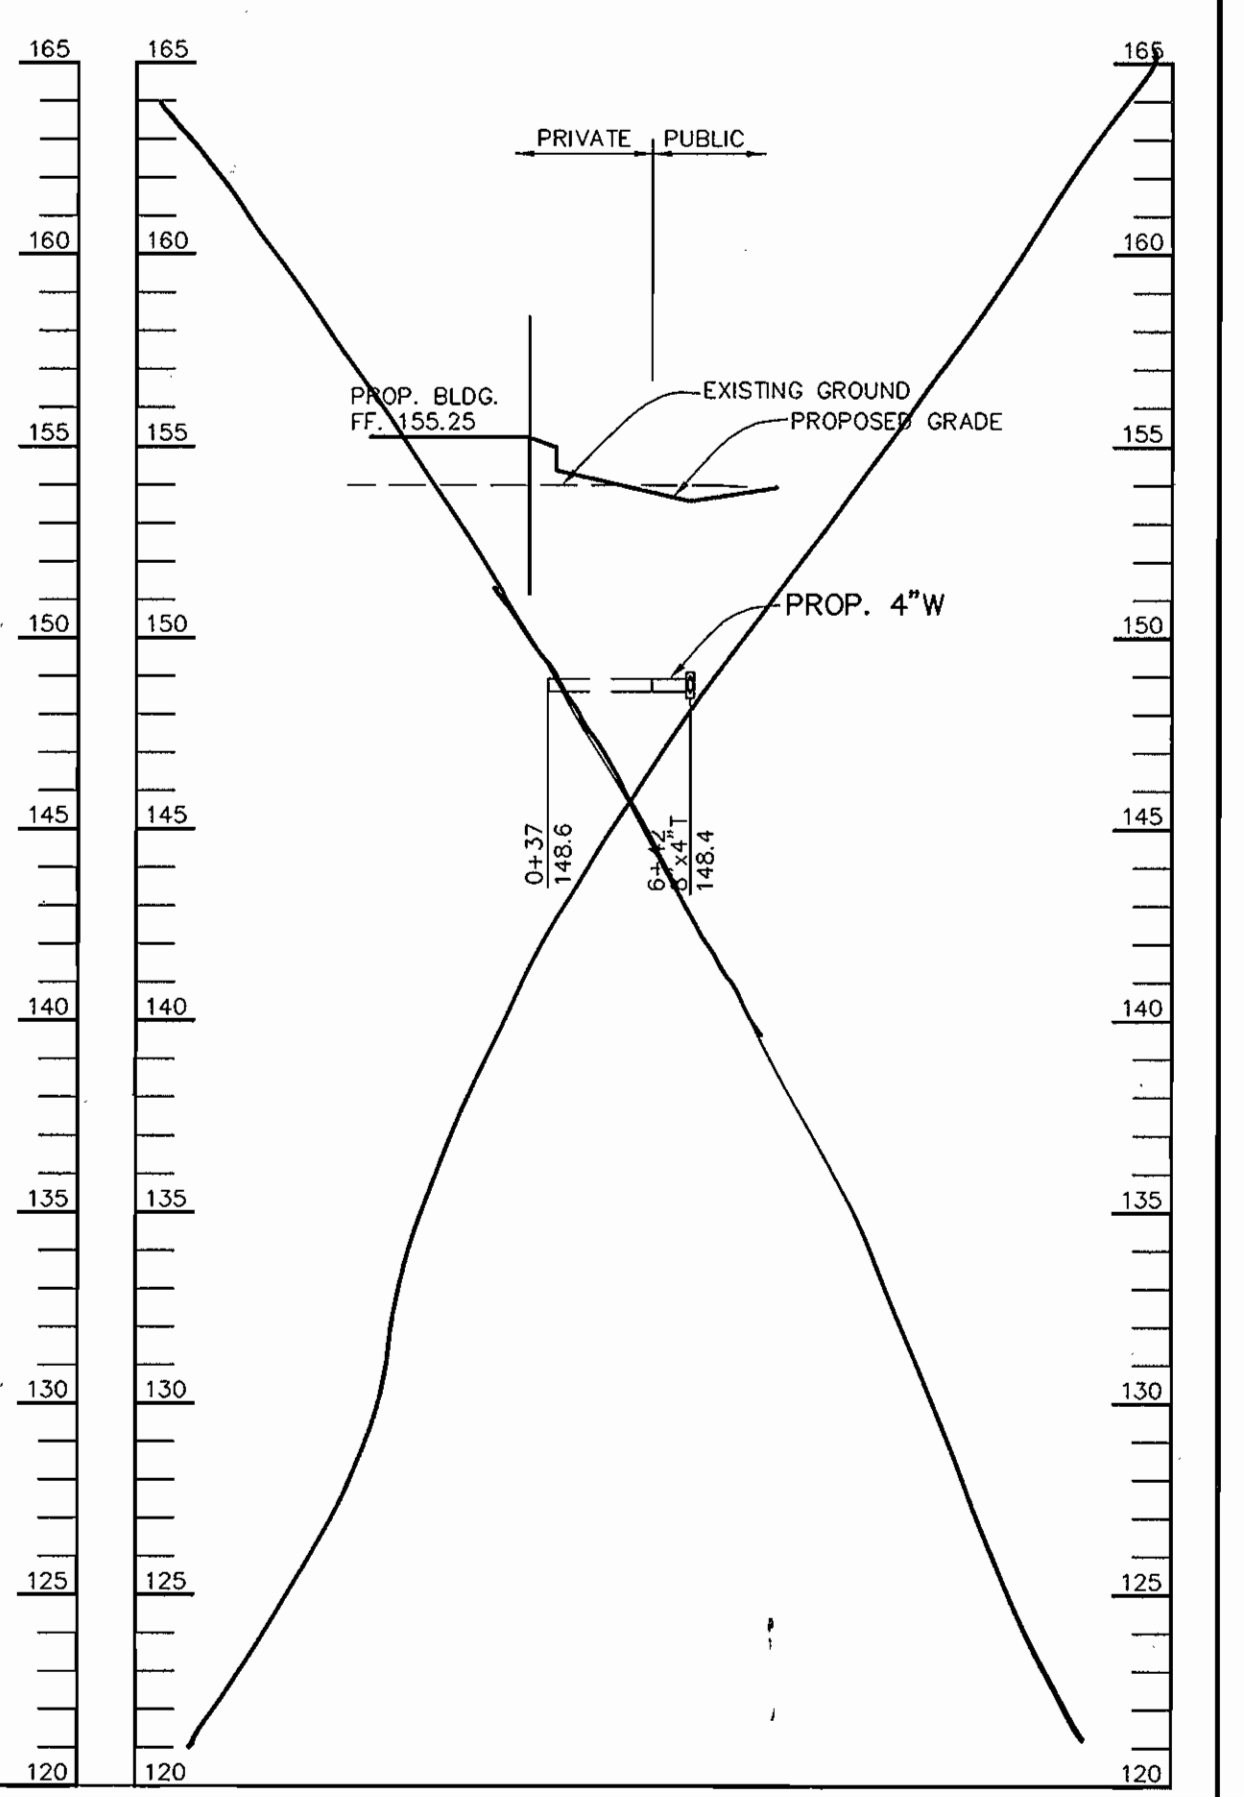 165 165 165
PRIVATE PUBLIC
160 160 160
PROP. BLDG.
FF. 155.25
EXISTING GROUND
PROPOSED GRADE
155 155 155
PROP. 4"W
150 150 150
145 145 145
0+37
148.6
8"x4"T
148.4
140 140 140
135 135 135
130 130 130
125 125 125
120 120 120